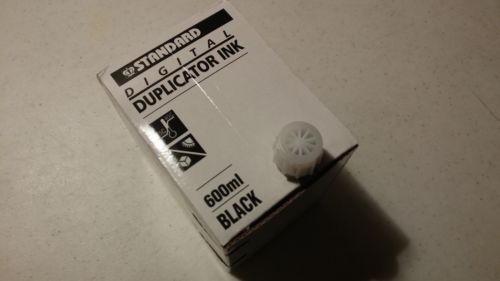 STANDARD
DIGITAL
DUPLICATOR INK
600ml
BLACK